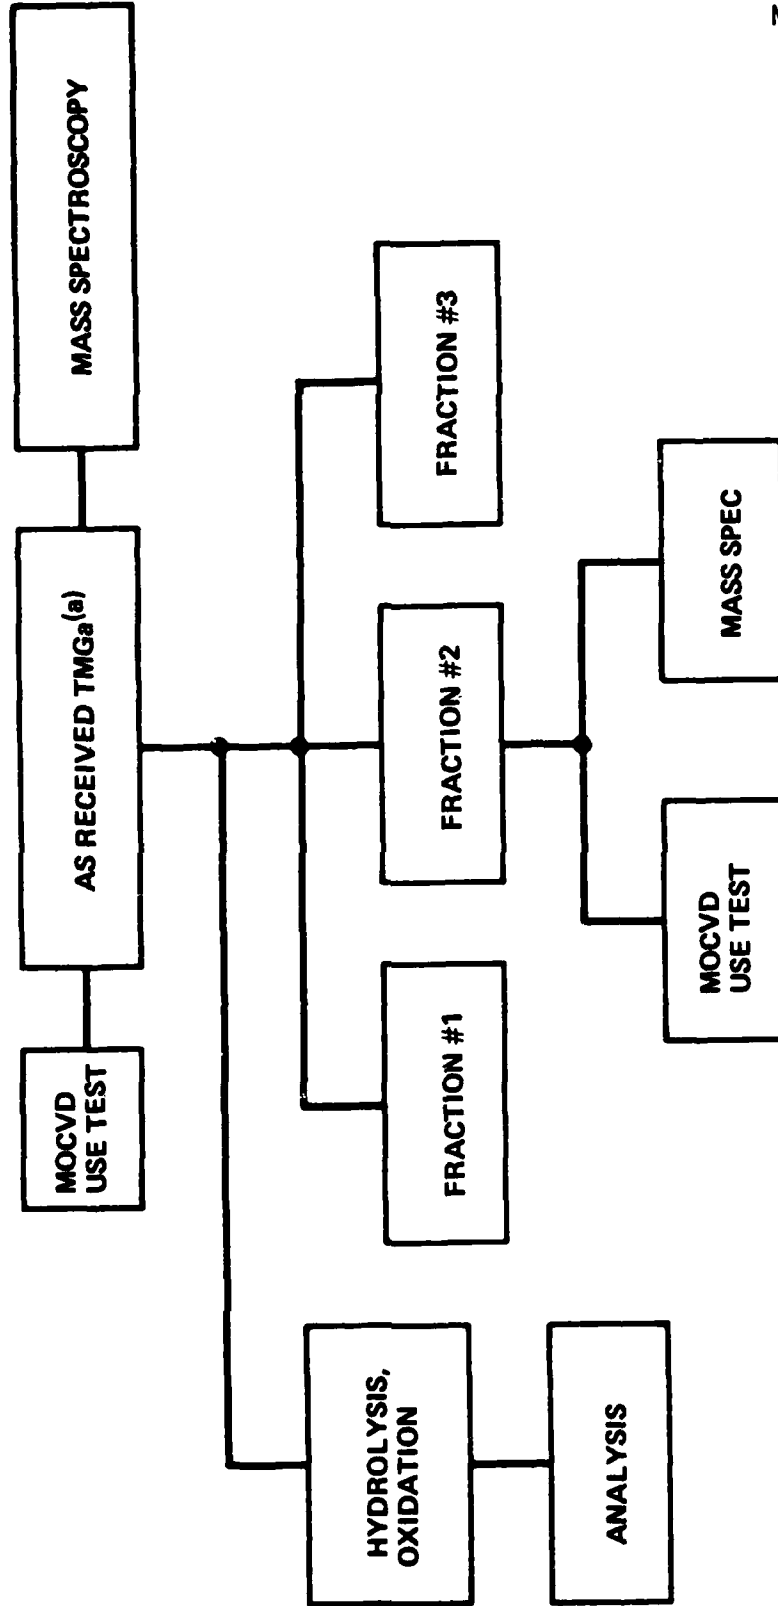 MOCVD
USE TEST
AS RECEIVED TMGa(a)
MASS SPECTROSCOPY
HYDROLYSIS,
OXIDATION
FRACTION #1
FRACTION #2
FRACTION #3
ANALYSIS
MOCVD
USE TEST
MASS SPEC